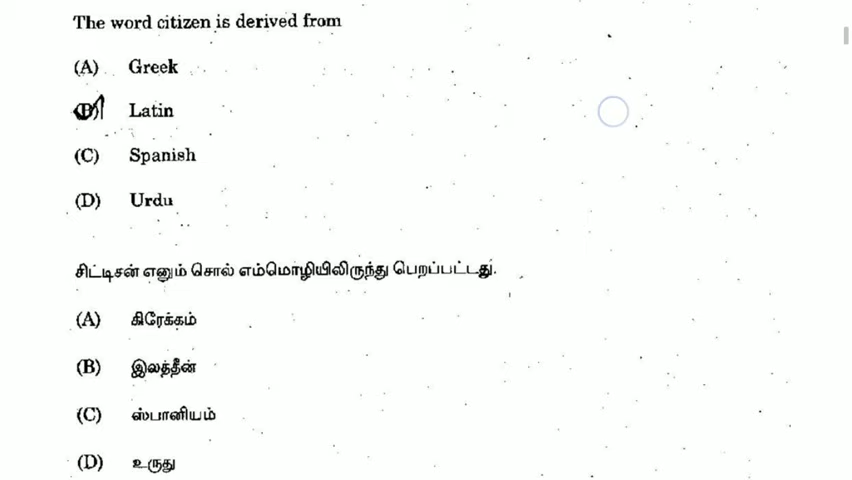 The word citizen is derived from
(A) Greek
(B) Latin
(C) Spanish
(D) Urdu
சிட்டிசன் எனும் சொல் எம்மொழியிலிருந்து பெறப்பட்டது.
(A) கிரேக்கம்
(B) இலத்தீன்
(C) ஸ்பானியம்
(D) உருது